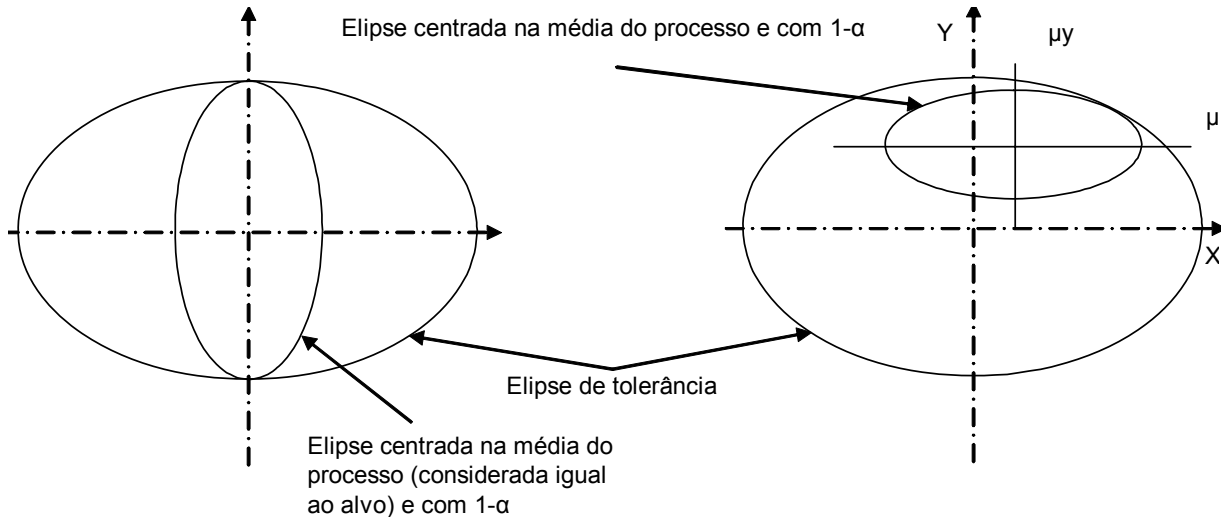 Elipse centrada na média do processo e com 1-α
Y
μy
μ
X
Elipse de tolerância
Elipse centrada na média do
processo (considerada igual
ao alvo) e com 1-α